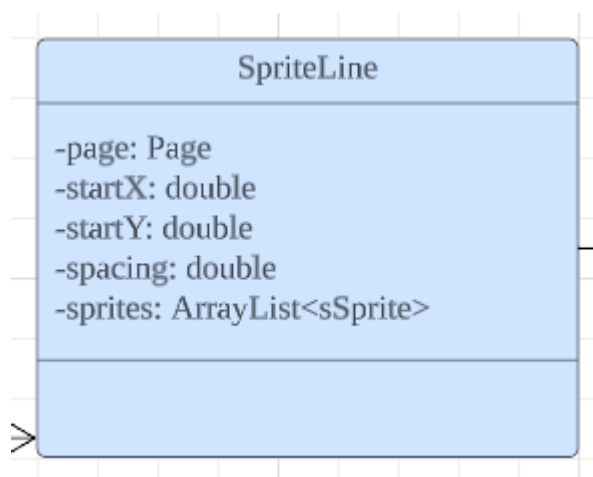 SpriteLine
-page: Page
-startX: double
-startY: double
-spacing: double
-sprites: ArrayList<sSprite>